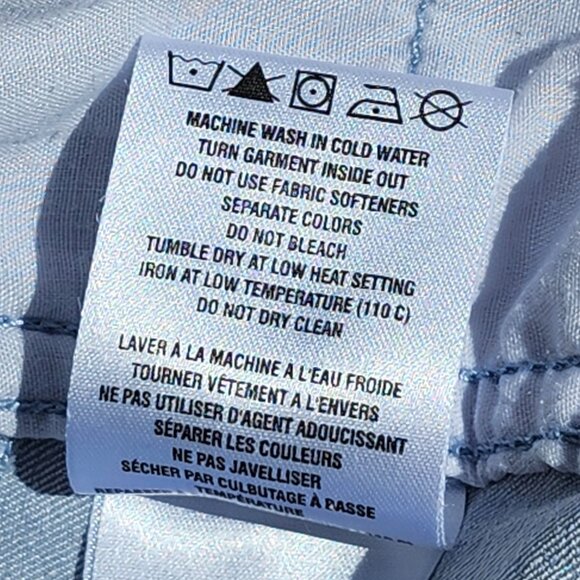 MACHINE WASH IN COLD WATER
TURN GARMENT INSIDE OUT
DO NOT USE FABRIC SOFTENERS
SEPARATE COLORS
DO NOT BLEACH
TUMBLE DRY AT LOW HEAT SETTING
IRON AT LOW TEMPERATURE (110 C)
DO NOT DRY CLEAN
LAVER À LA MACHINE A L'EAU FROIDE
TOURNER VÊTEMENT A L'ENVERS
NE PAS UTILISER D'AGENT ADOUCISSANT
SÉPARER LES COULEURS
NE PAS JAVELLISER
SÉCHER PAR CULBUTAGE À BASSE
TEMPÉRATURE